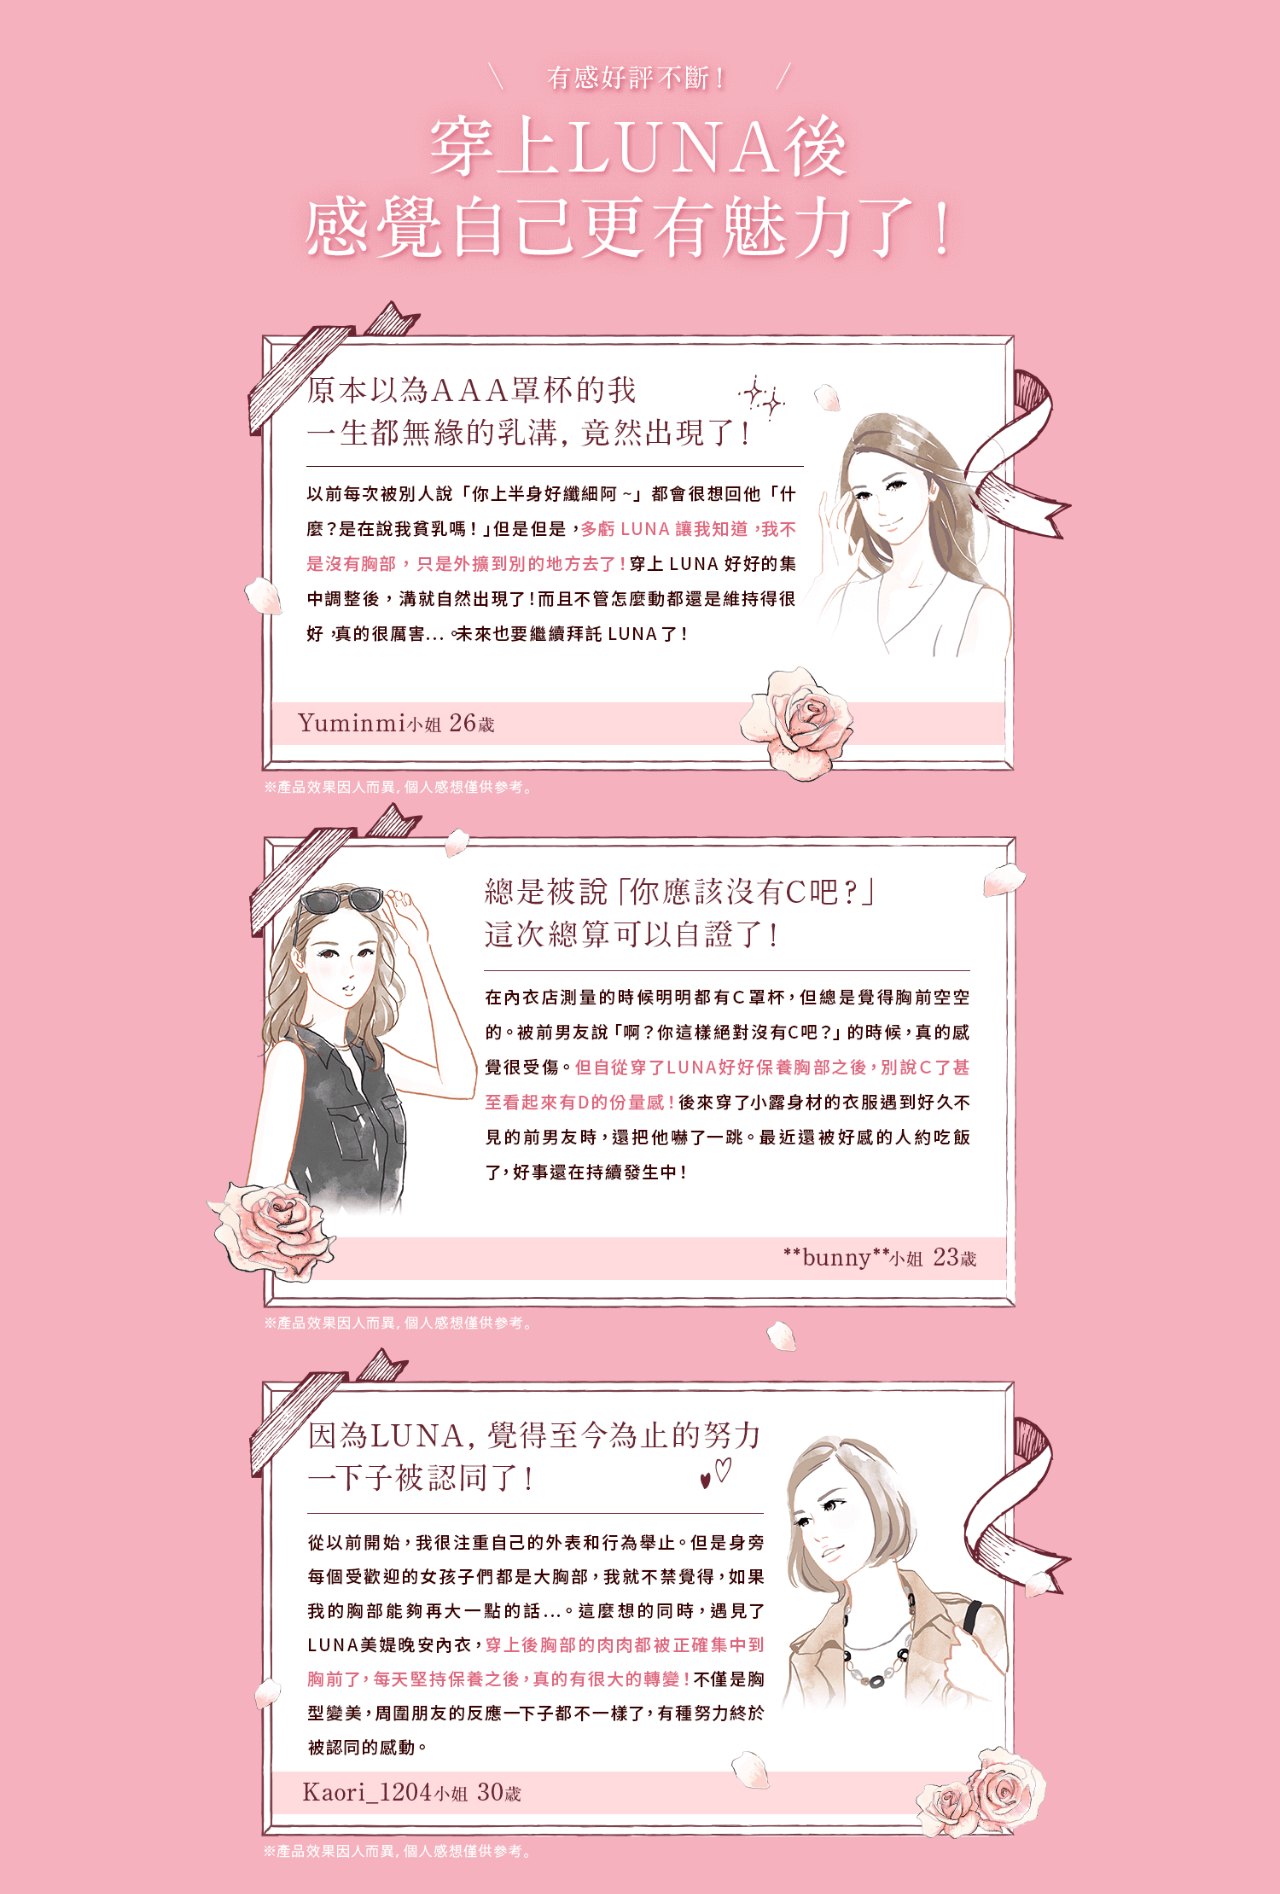 有感好評不斷！
穿上LUNA後
感覺自己更有魅力了！
原本以為AAA罩杯的我
一生都無緣的乳溝，竟然出現了！
以前每次被別人說「你上半身好纖細阿~」都會很想回他「什
麼？是在說我貧乳嗎！」但是但是，多虧 LUNA 讓我知道，我不
是沒有胸部，只是外擴到別的地方去了！穿上 LUNA 好好的集
中調整後，溝就自然出現了！而且不管怎麼動都還是維持得很
好，真的很厲害...。未來也要繼續拜託 LUNA 了！
Yuminmi小姐 26歳
※產品效果因人而異，個人感想僅供參考。
總是被說「你應該沒有C吧？」
這次總算可以自證了！
在內衣店測量的時候明明都有C罩杯，但總是覺得胸前空空
的。被前男友說「啊？你這樣絕對沒有C吧？」的時候，真的感
覺很受傷。但自從穿了LUNA好好保養胸部之後，別說C了甚
至看起來有D的份量感！後來穿了小露身材的衣服遇到好久不
見的前男友時，還把他嚇了一跳。最近還被好感的人約吃飯
了，好事還在持續發生中！
**bunny**小姐 23歳
※產品效果因人而異，個人感想僅供參考。
因為LUNA，覺得至今為止的努力
一下子被認同了！
從以前開始，我很注重自己的外表和行為舉止。但是身旁
每個受歡迎的女孩子們都是大胸部，我就不禁覺得，如果
我的胸部能夠再大一點的話...。這麼想的同時，遇見了
LUNA美媞晚安內衣，穿上後胸部的肉肉都被正確集中到
胸前了，每天堅持保養之後，真的有很大的轉變！不僅是胸
型變美，周圍朋友的反應一下子都不一樣了，有種努力終於
被認同的感動。
Kaori_1204小姐 30歳
※產品效果因人而異，個人感想僅供參考。